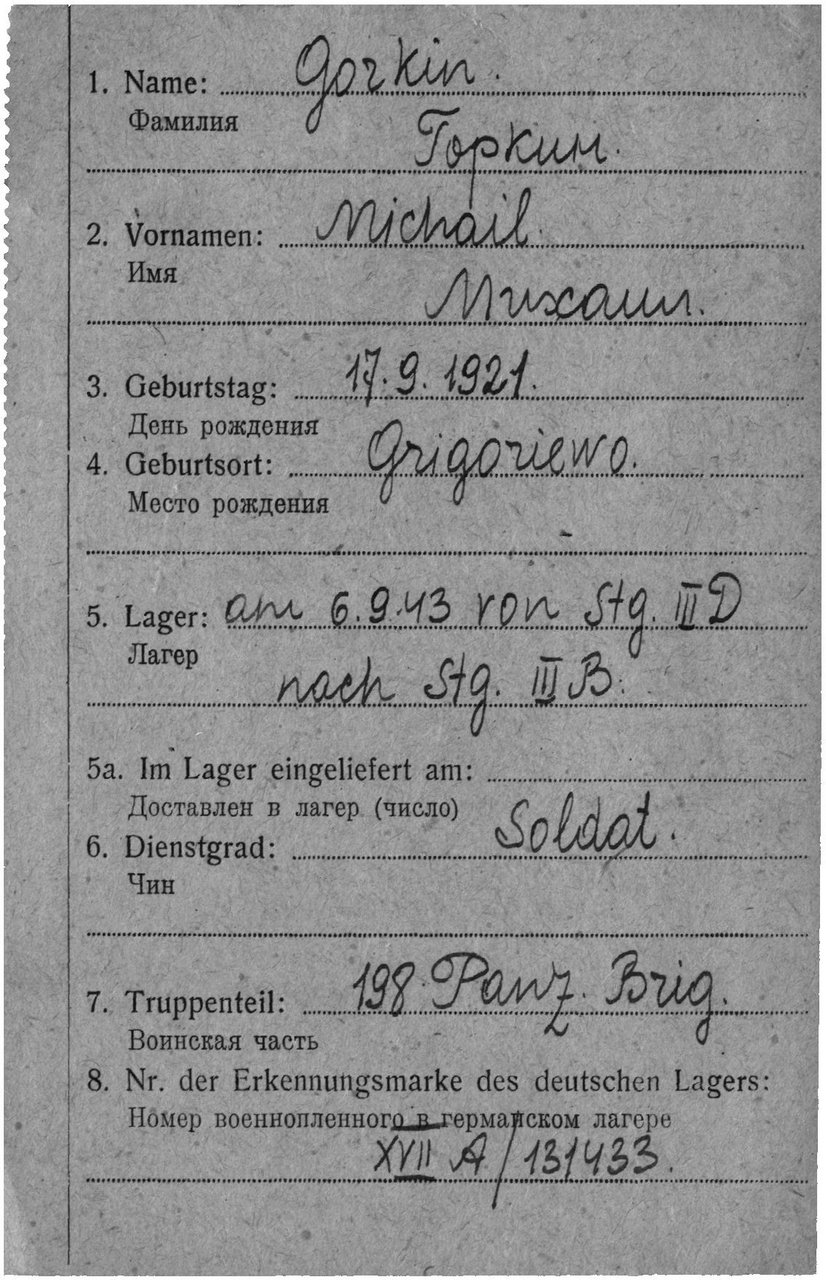 1. Name: Gorkin.
Фамилия
Горкин.
2. Vornamen: Michail.
Имя
Михаил.
3. Geburtstag: 17.9.1921.
День рождения
4. Geburtsort: Grigoriewo.
Место рождения
5. Lager: am 6.9.43 von Stg. III D
Лагер
nach Stg. III B.
5a. Im Lager eingeliefert am:
Доставлен в лагер (число)
6. Dienstgrad: Soldat.
Чин
7. Truppenteil: 198 Panz. Brig.
Воинская часть
8. Nr. der Erkennungsmarke des deutschen Lagers:
Номер военнопленного в германском лагере
XVII A/131433.